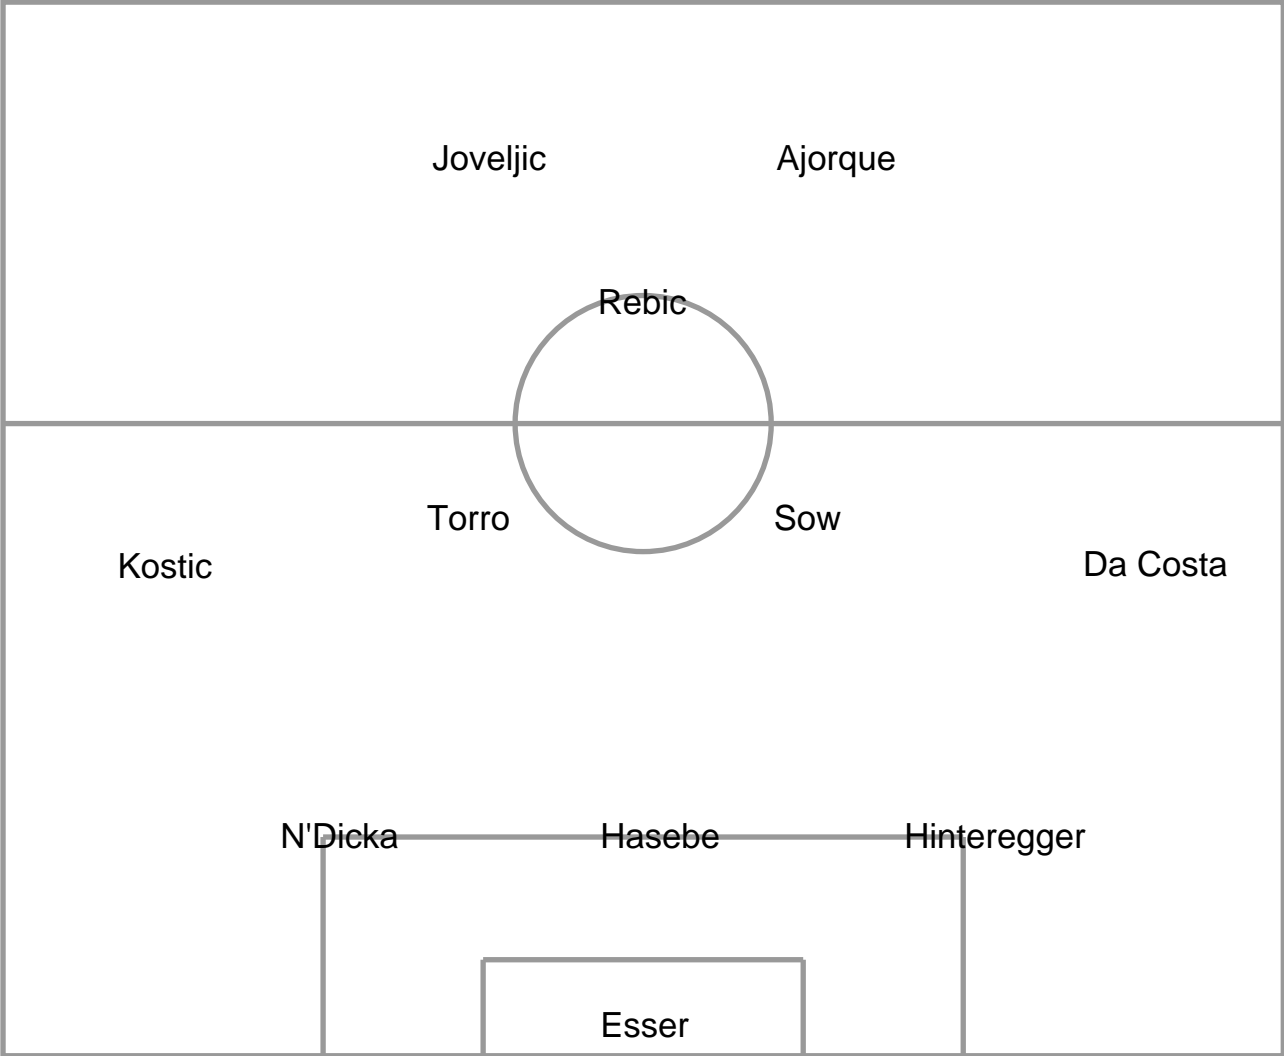 Joveljic Ajorque
Rebic
Torro Sow
Kostic Da Costa
N'Dicka Hasebe Hinteregger
Esser